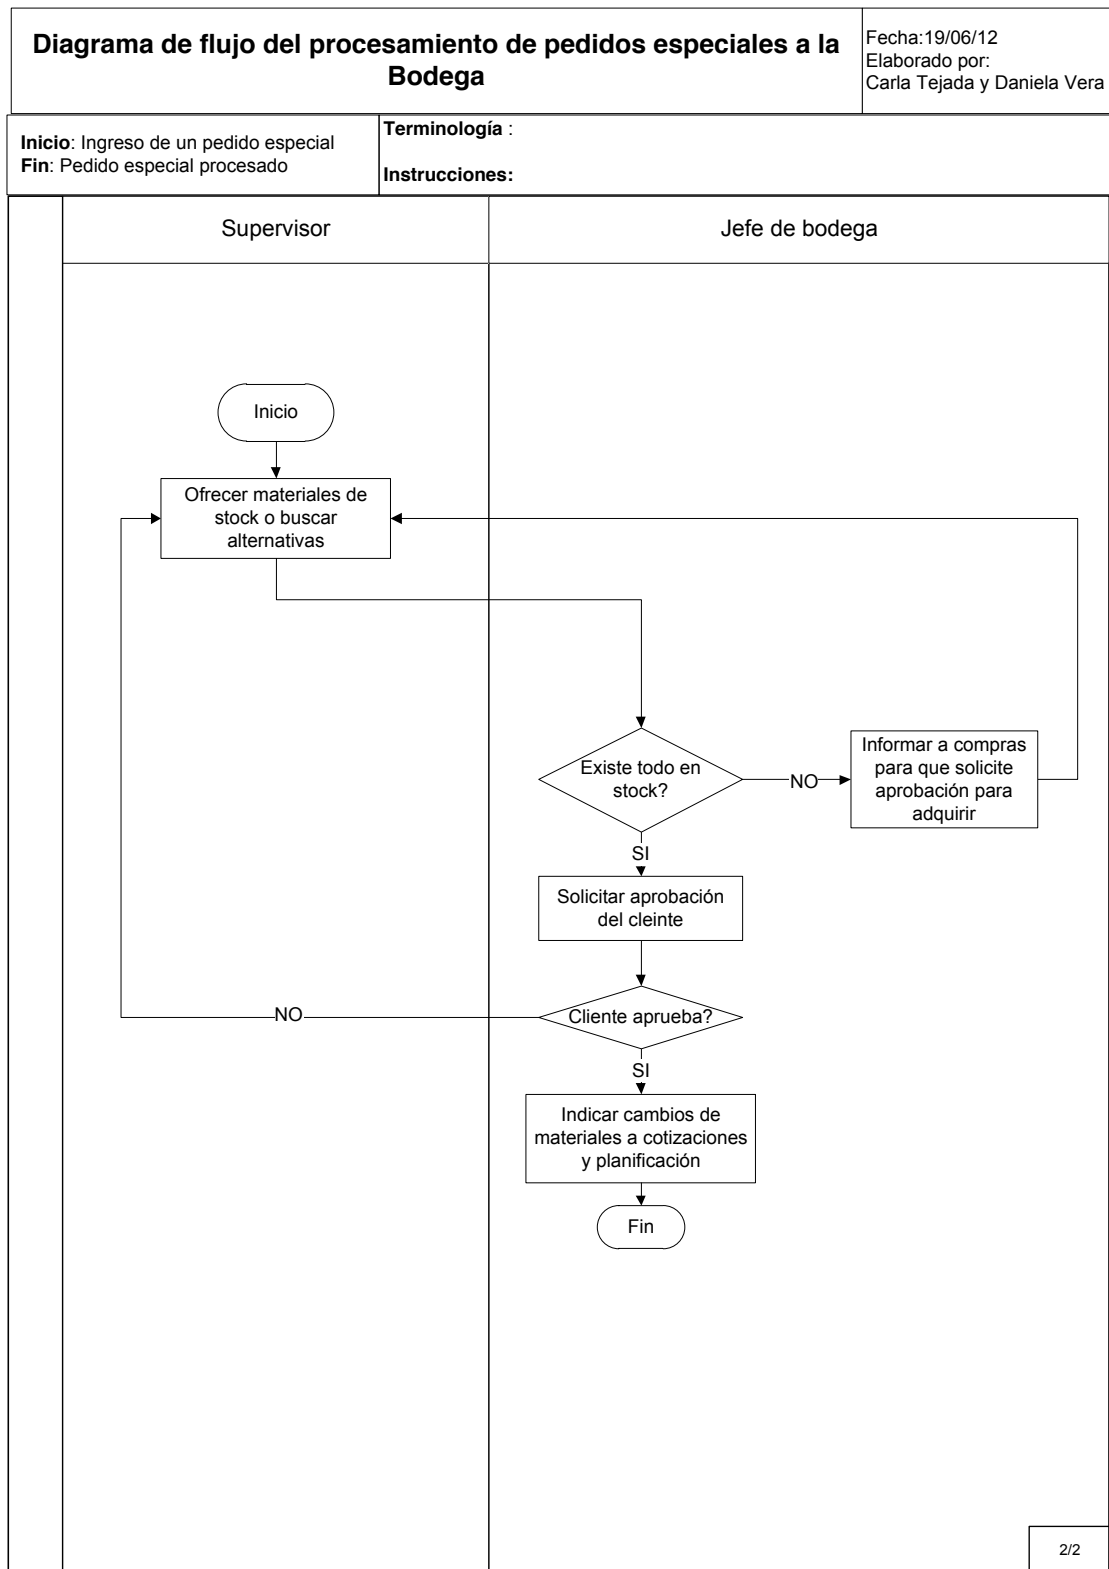 Diagrama de flujo del procesamiento de pedidos especiales a la
Bodega
Fecha:19/06/12
Elaborado por:
Carla Tejada y Daniela Vera
Inicio: Ingreso de un pedido especial
Fin: Pedido especial procesado
Terminología :
Instrucciones:
Supervisor
Jefe de bodega
Inicio
Ofrecer materiales de
stock o buscar
alternativas
Existe todo en
stock?
NO
Informar a compras
para que solicite
aprobación para
adquirir
SI
Solicitar aprobación
del cleinte
NO
Cliente aprueba?
SI
Indicar cambios de
materiales a cotizaciones
y planificación
Fin
2/2